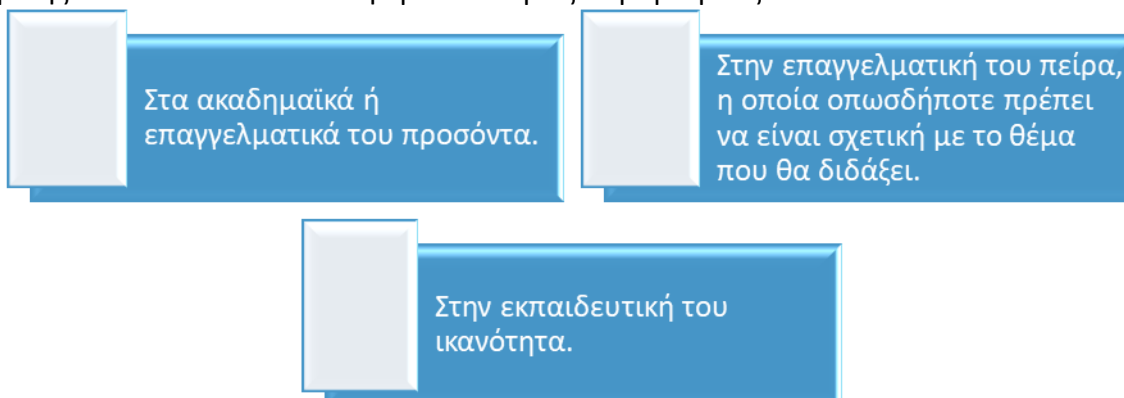 Στα ακαδημαϊκά ή
επαγγελματικά του προσόντα.
Στην επαγγελματική του πείρα,
η οποία οπωσδήποτε πρέπει
να είναι σχετική με το θέμα
που θα διδάξει.
Στην εκπαιδευτική του
ικανότητα.